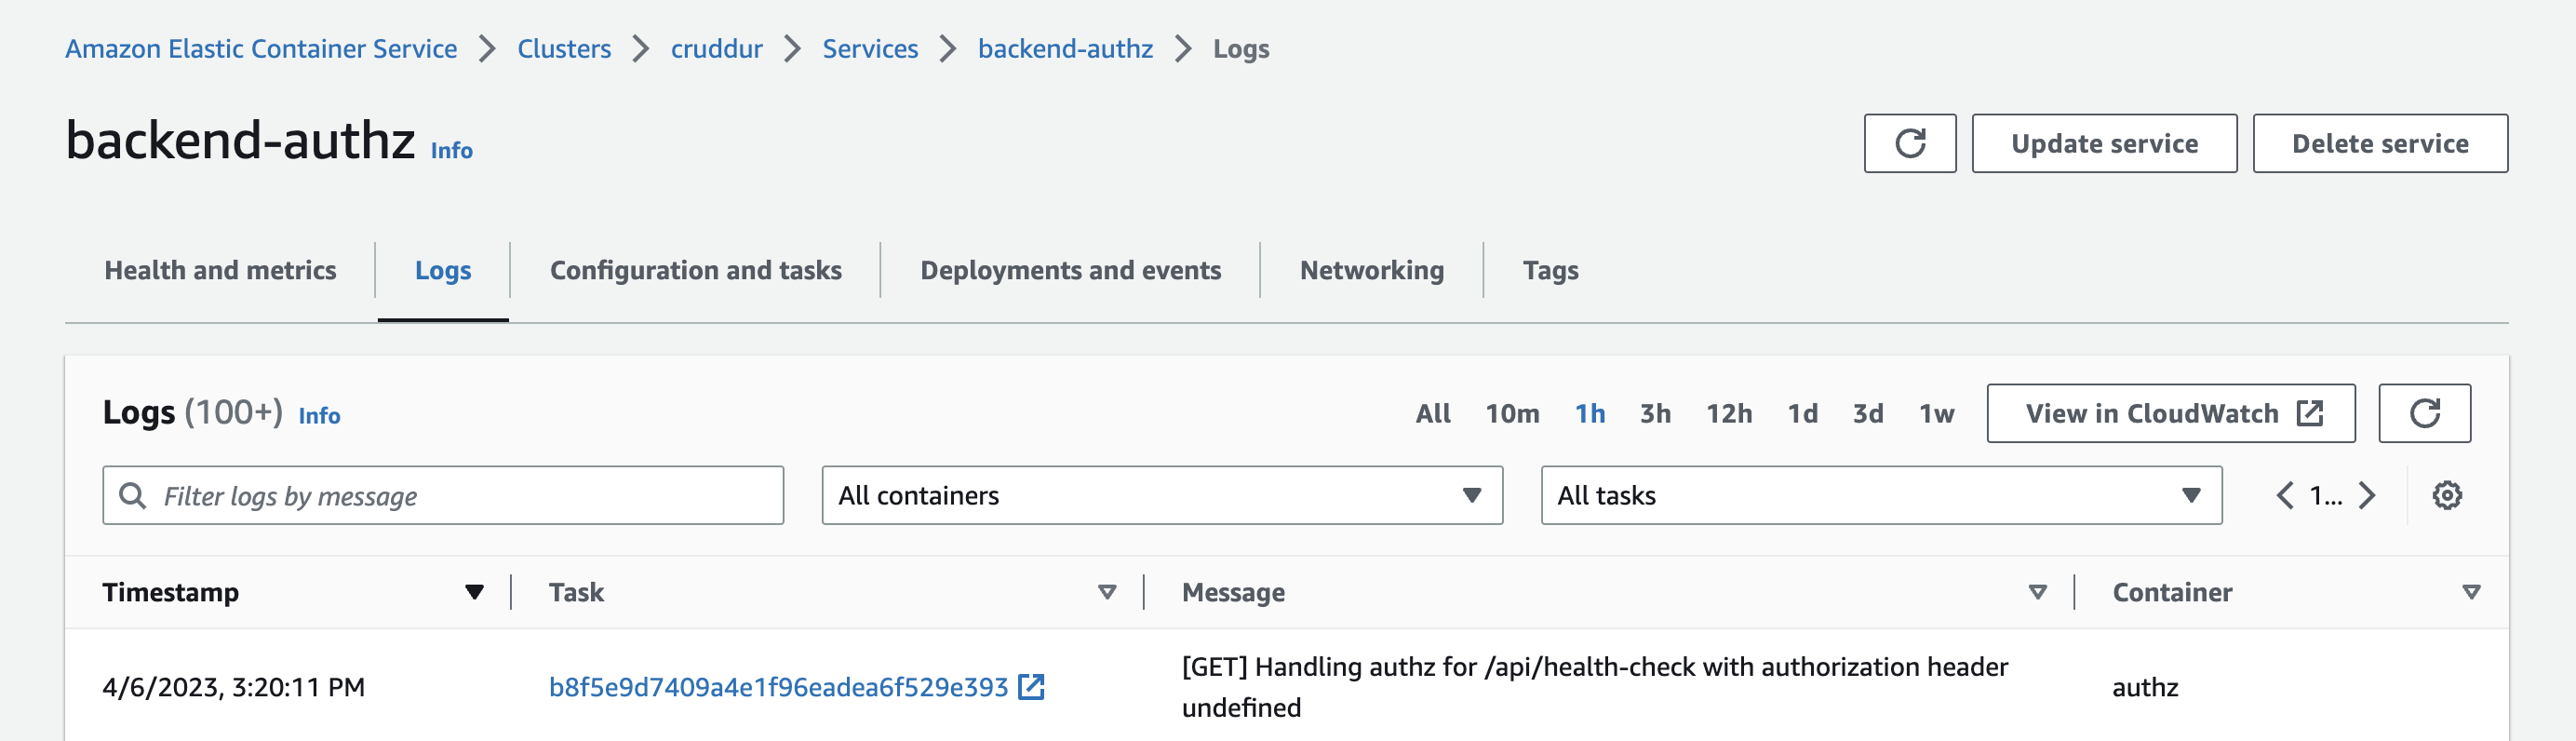 Amazon Elastic Container Service > Clusters > cruddur > Services > backend-authz > Logs
backend-authz Info
Update service Delete service
Health and metrics Logs Configuration and tasks Deployments and events Networking Tags
Logs (100+) Info All 10m 1h 3h 12h 1d 3d 1w View in CloudWatch
Filter logs by message All containers All tasks 1...
Timestamp Task Message Container
4/6/2023, 3:20:11 PM b8f5e9d7409a4e1f96eadea6f529e393 [GET] Handling authz for /api/health-check with authorization header authz
undefined